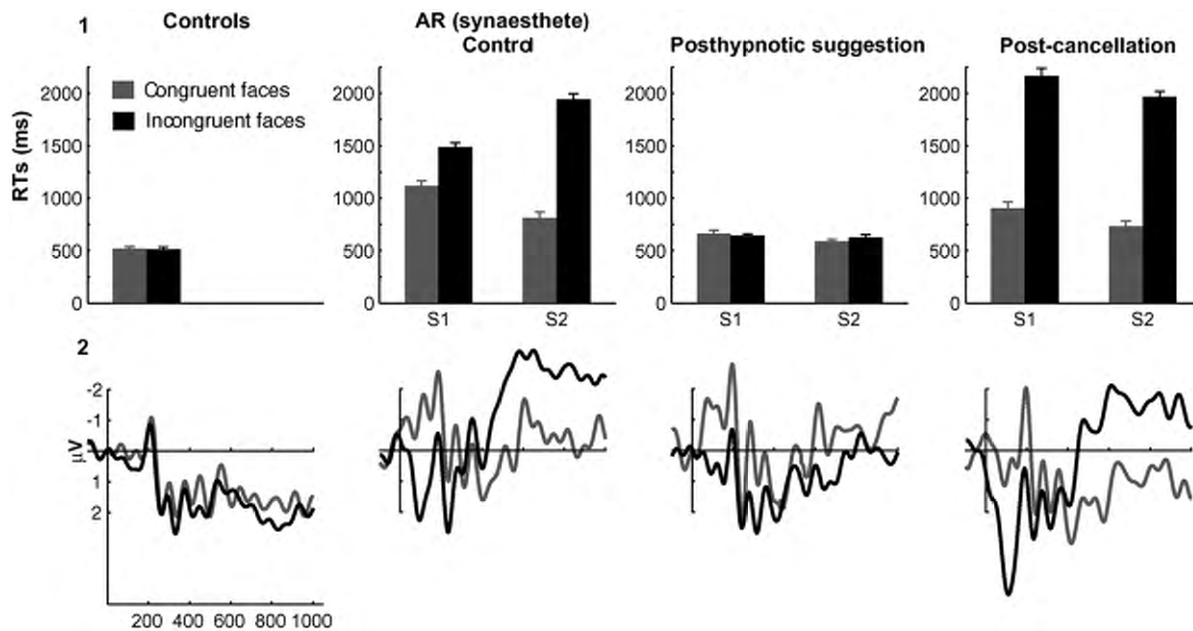 1
Controls
AR (synaesthete)
Control
Posthypnotic suggestion
Post-cancellation
RTs (ms)
2000
1500
1000
500
0
Congruent faces
Incongruent faces
2000
1500
1000
500
0
S1
S2
2000
1500
1000
500
0
S1
S2
2000
1500
1000
500
0
S1
S2
2
-2
-1
μV
1
2
200 400 600 800 1000